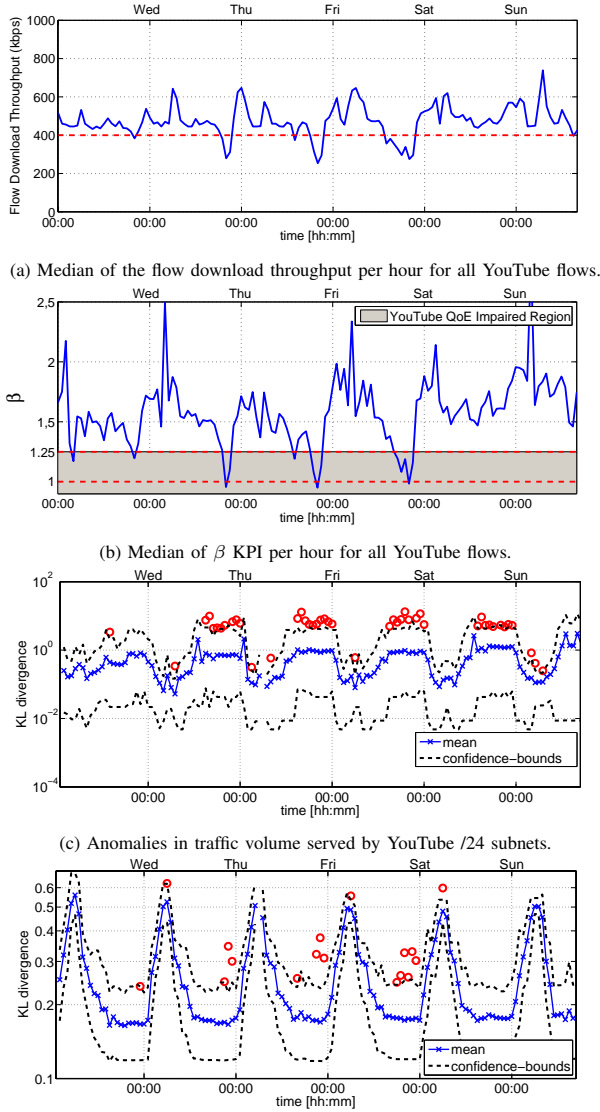 Wed Thu Fri Sat Sun
1000
800
600
400
200
0
Flow Download Throughput (kbps)
00:00 00:00 00:00 00:00 00:00 00:00
time [hh:mm]
(a) Median of the flow download throughput per hour for all YouTube flows.
Wed Thu Fri Sat Sun
2,5
2
1.5
1.25
1
β
YouTube QoE Impaired Region
00:00 00:00 00:00 00:00 00:00 00:00
time [hh:mm]
(b) Median of β KPI per hour for all YouTube flows.
Wed Thu Fri Sat Sun
10^2
10^0
10^−2
10^−4
KL divergence
mean
confidence−bounds
00:00 00:00 00:00 00:00 00:00
time [hh:mm]
(c) Anomalies in traffic volume served by YouTube /24 subnets.
Wed Thu Fri Sat Sun
0.6
0.5
0.4
0.3
0.2
0.1
KL divergence
mean
confidence−bounds
00:00 00:00 00:00 00:00 00:00
time [hh:mm]